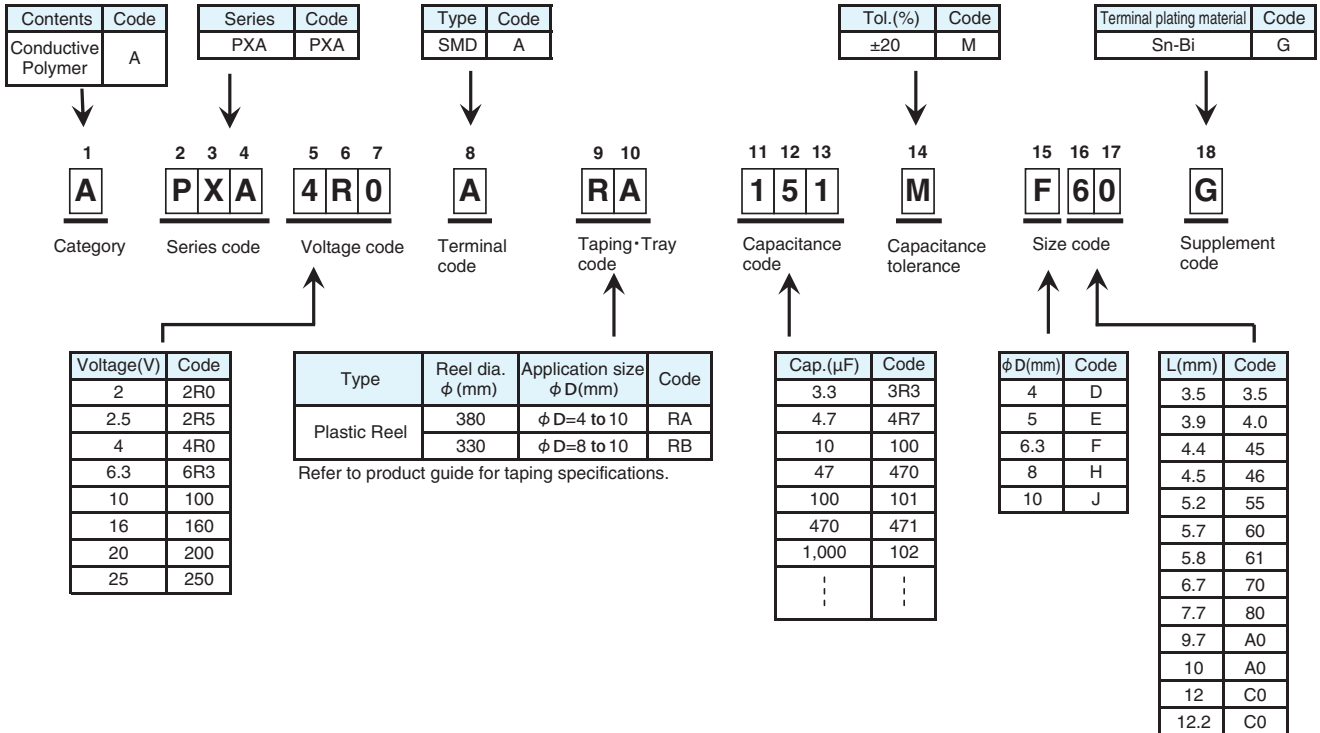 Contents Code
Conductive Polymer A
Series Code
PXA PXA
Type Code
SMD A
Tol.(%) Code
±20 M
Terminal plating material Code
Sn-Bi G
1 2 3 4 5 6 7 8 9 10 11 12 13 14 15 16 17 18
A P X A 4 R 0 A R A 1 5 1 M F 6 0 G
Category
Series code
Voltage code
Terminal
code
Taping・Tray
code
Capacitance
code
Capacitance
tolerance
Size code
Supplement
code
Voltage(V) Code
2 2R0
2.5 2R5
4 4R0
6.3 6R3
10 100
16 160
20 200
25 250
Type Reel dia. ϕ (mm) Application size ϕ D(mm) Code
Plastic Reel 380 ϕ D=4 to 10 RA
330 ϕ D=8 to 10 RB
Refer to product guide for taping specifications.
Cap.(µF) Code
3.3 3R3
4.7 4R7
10 100
47 470
100 101
470 471
1,000 102
ϕ D(mm) Code
4 D
5 E
6.3 F
8 H
10 J
L(mm) Code
3.5 3.5
3.9 4.0
4.4 45
4.5 46
5.2 55
5.7 60
5.8 61
6.7 70
7.7 80
9.7 A0
10 A0
12 C0
12.2 C0